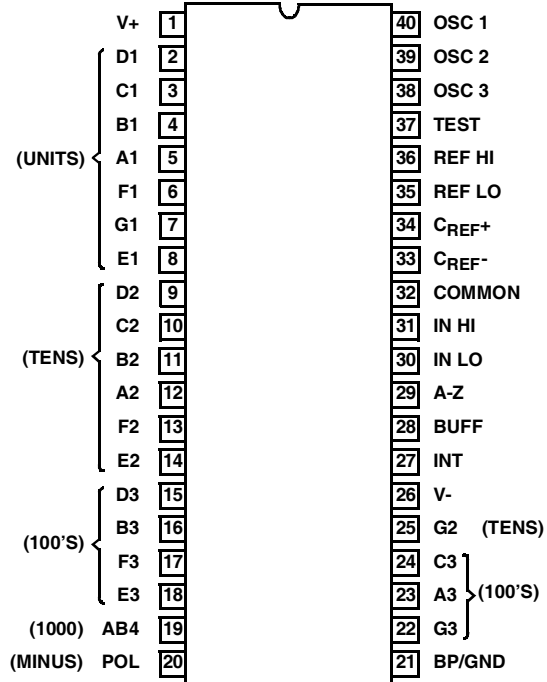 V+ 1 40 OSC 1
D1 2 39 OSC 2
C1 3 38 OSC 3
B1 4 37 TEST
(UNITS) A1 5 36 REF HI
F1 6 35 REF LO
G1 7 34 CREF+
E1 8 33 CREF-
D2 9 32 COMMON
C2 10 31 IN HI
(TENS) B2 11 30 IN LO
A2 12 29 A-Z
F2 13 28 BUFF
E2 14 27 INT
D3 15 26 V-
(100'S) B3 16 25 G2 (TENS)
F3 17 24 C3
E3 18 23 A3 (100'S)
(1000) AB4 19 22 G3
(MINUS) POL 20 21 BP/GND